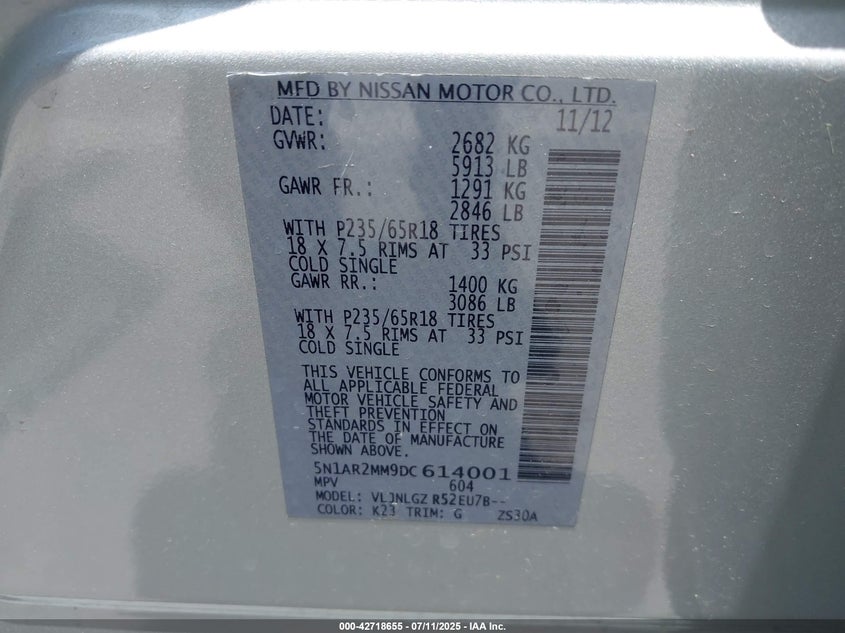 MFD BY NISSAN MOTOR CO., LTD.
DATE: 11/12
GVWR: 2682 KG
5913 LB
GAWR FR.: 1291 KG
2846 LB
WITH P235/65R18 TIRES
18 X 7.5 RIMS AT 33 PSI
COLD SINGLE
GAWR RR.: 1400 KG
3086 LB
WITH P235/65R18 TIRES
18 X 7.5 RIMS AT 33 PSI
COLD SINGLE
THIS VEHICLE CONFORMS TO
ALL APPLICABLE FEDERAL
MOTOR VEHICLE SAFETY AND
THEFT PREVENTION
STANDARDS IN EFFECT ON
THE DATE OF MANUFACTURE
SHOWN ABOVE.
5N1AR2MM9DC614001
MPV 604
MODEL: VLJNLGZ R52EU7B--
COLOR: K23 TRIM: G ZS30A
000-42718655 - 07/11/2025 - IAA Inc.